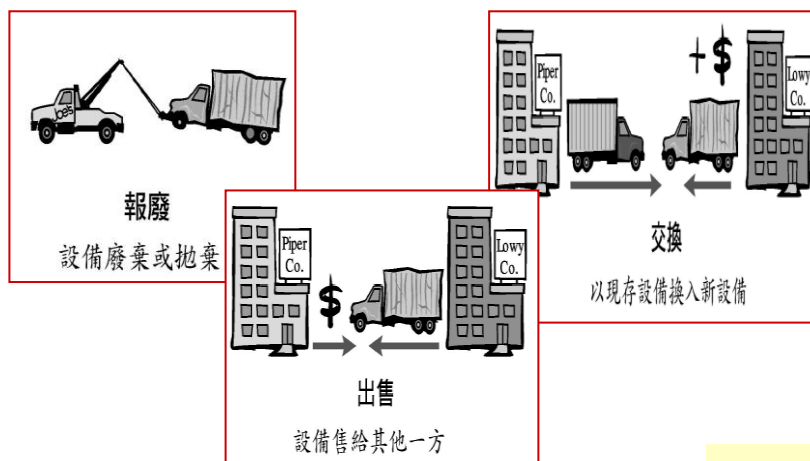 Joe's
報廢
設備廢棄或拋棄
Piper
Co.
$
Lowy
Co.
出售
設備售給其他一方
Piper
Co.
+$
Lowy
Co.
交換
以現存設備換入新設備